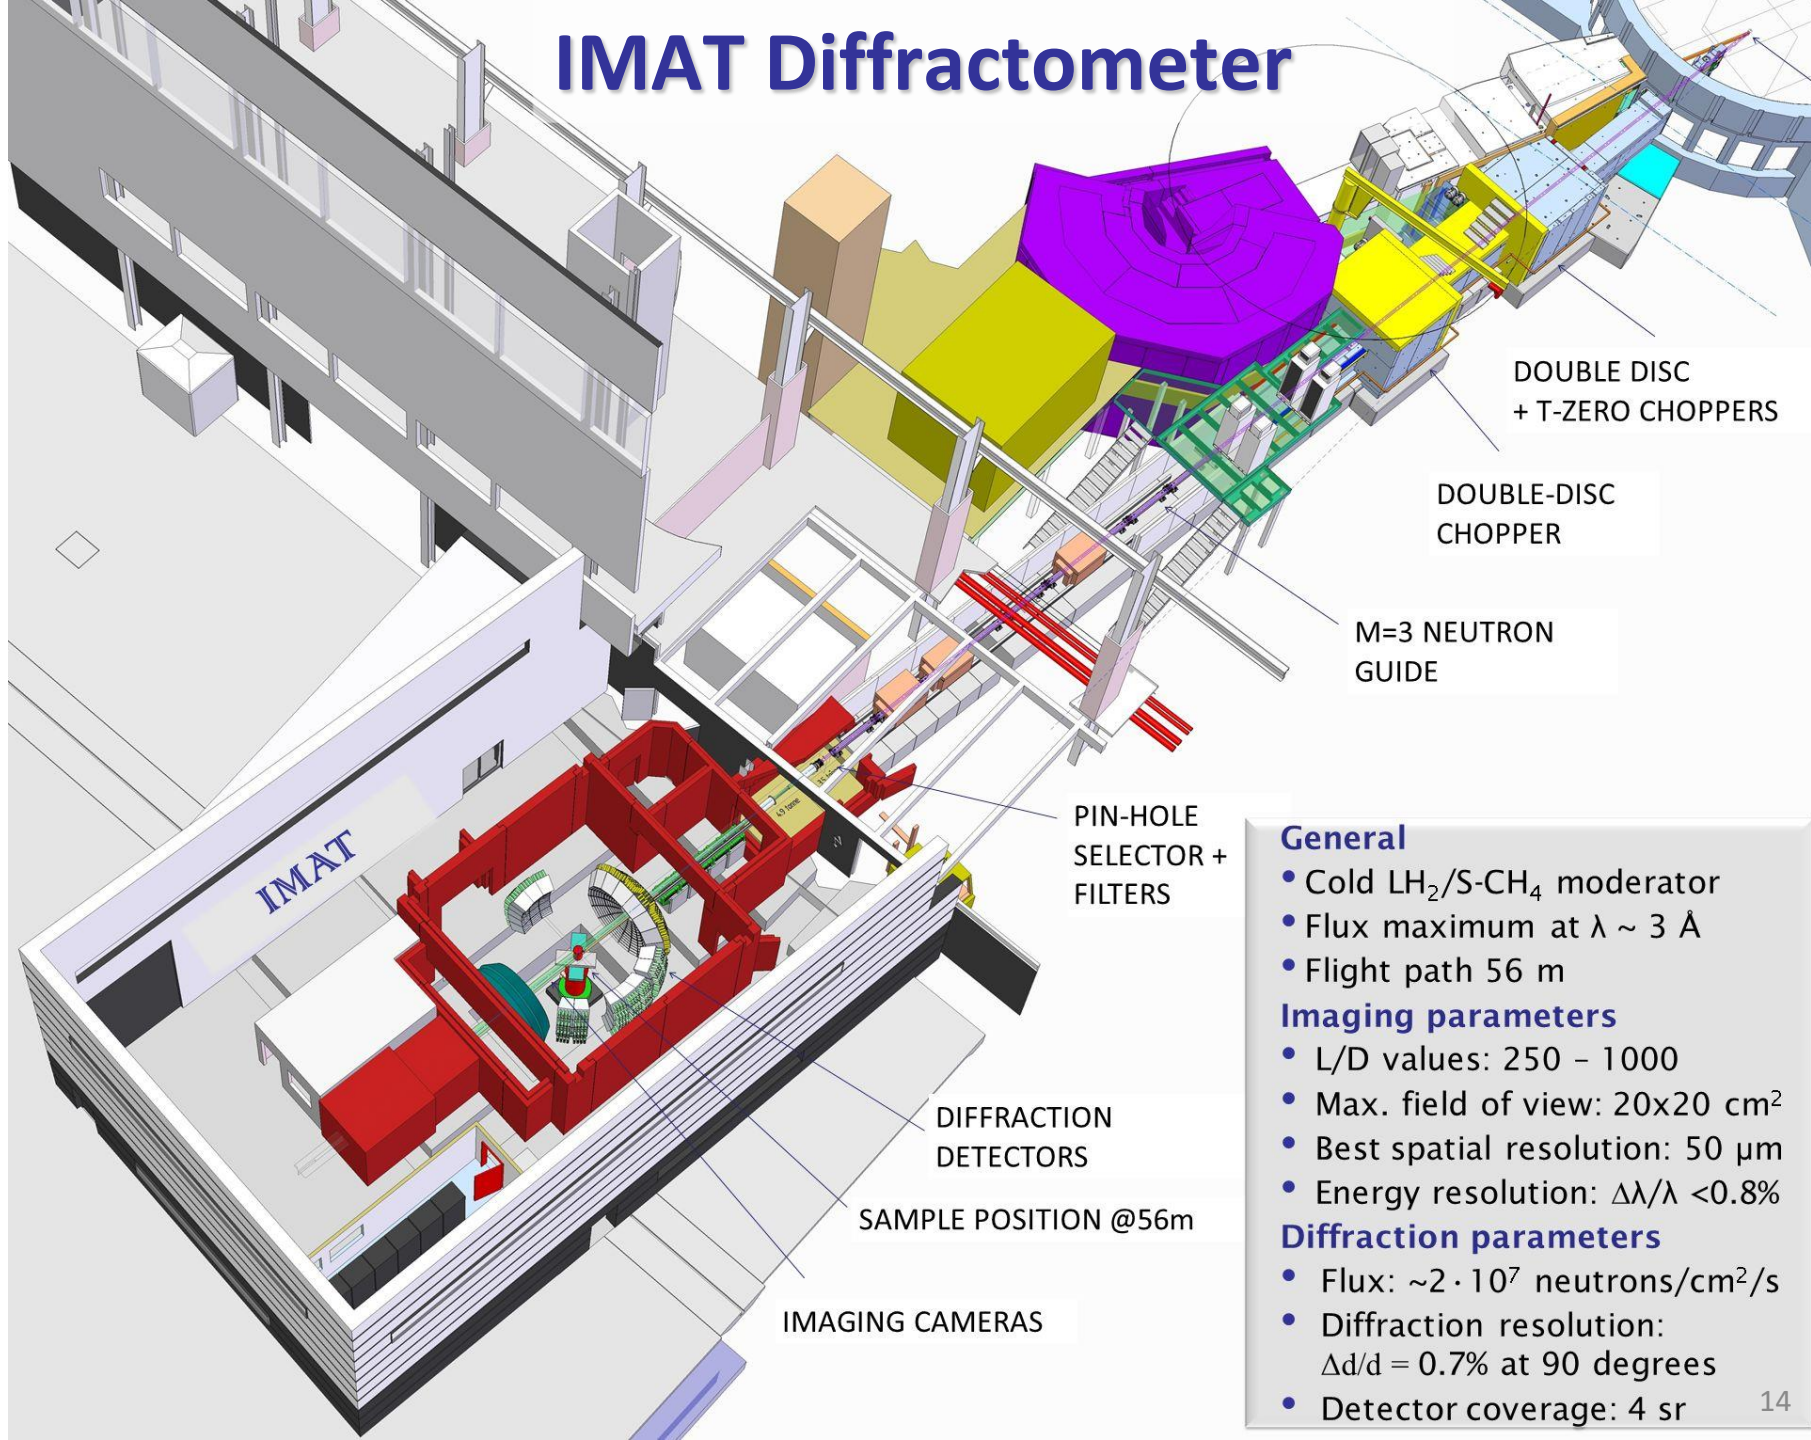 IMAT Diffractometer
DOUBLE DISC
+ T-ZERO CHOPPERS
DOUBLE-DISC
CHOPPER
M=3 NEUTRON
GUIDE
PIN-HOLE
SELECTOR +
FILTERS
49 tonne
IMAT
DIFFRACTION
DETECTORS
SAMPLE POSITION @56m
IMAGING CAMERAS
General
• Cold LH₂/S-CH₄ moderator
• Flux maximum at λ ~ 3 Å
• Flight path 56 m
Imaging parameters
• L/D values: 250 – 1000
• Max. field of view: 20x20 cm²
• Best spatial resolution: 50 µm
• Energy resolution: Δλ/λ <0.8%
Diffraction parameters
• Flux: ~2·10⁷ neutrons/cm²/s
• Diffraction resolution:
Δd/d = 0.7% at 90 degrees
• Detector coverage: 4 sr
14